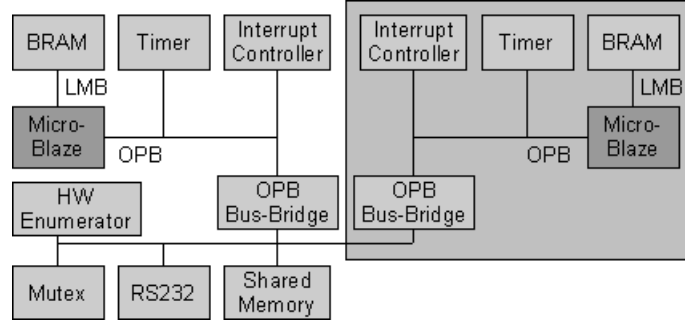 BRAM
Timer
Interrupt
Controller
Interrupt
Controller
Timer
BRAM
LMB
LMB
Micro-
Blaze
OPB
OPB
Micro-
Blaze
HW
Enumerator
OPB
Bus-Bridge
OPB
Bus-Bridge
Mutex
RS232
Shared
Memory